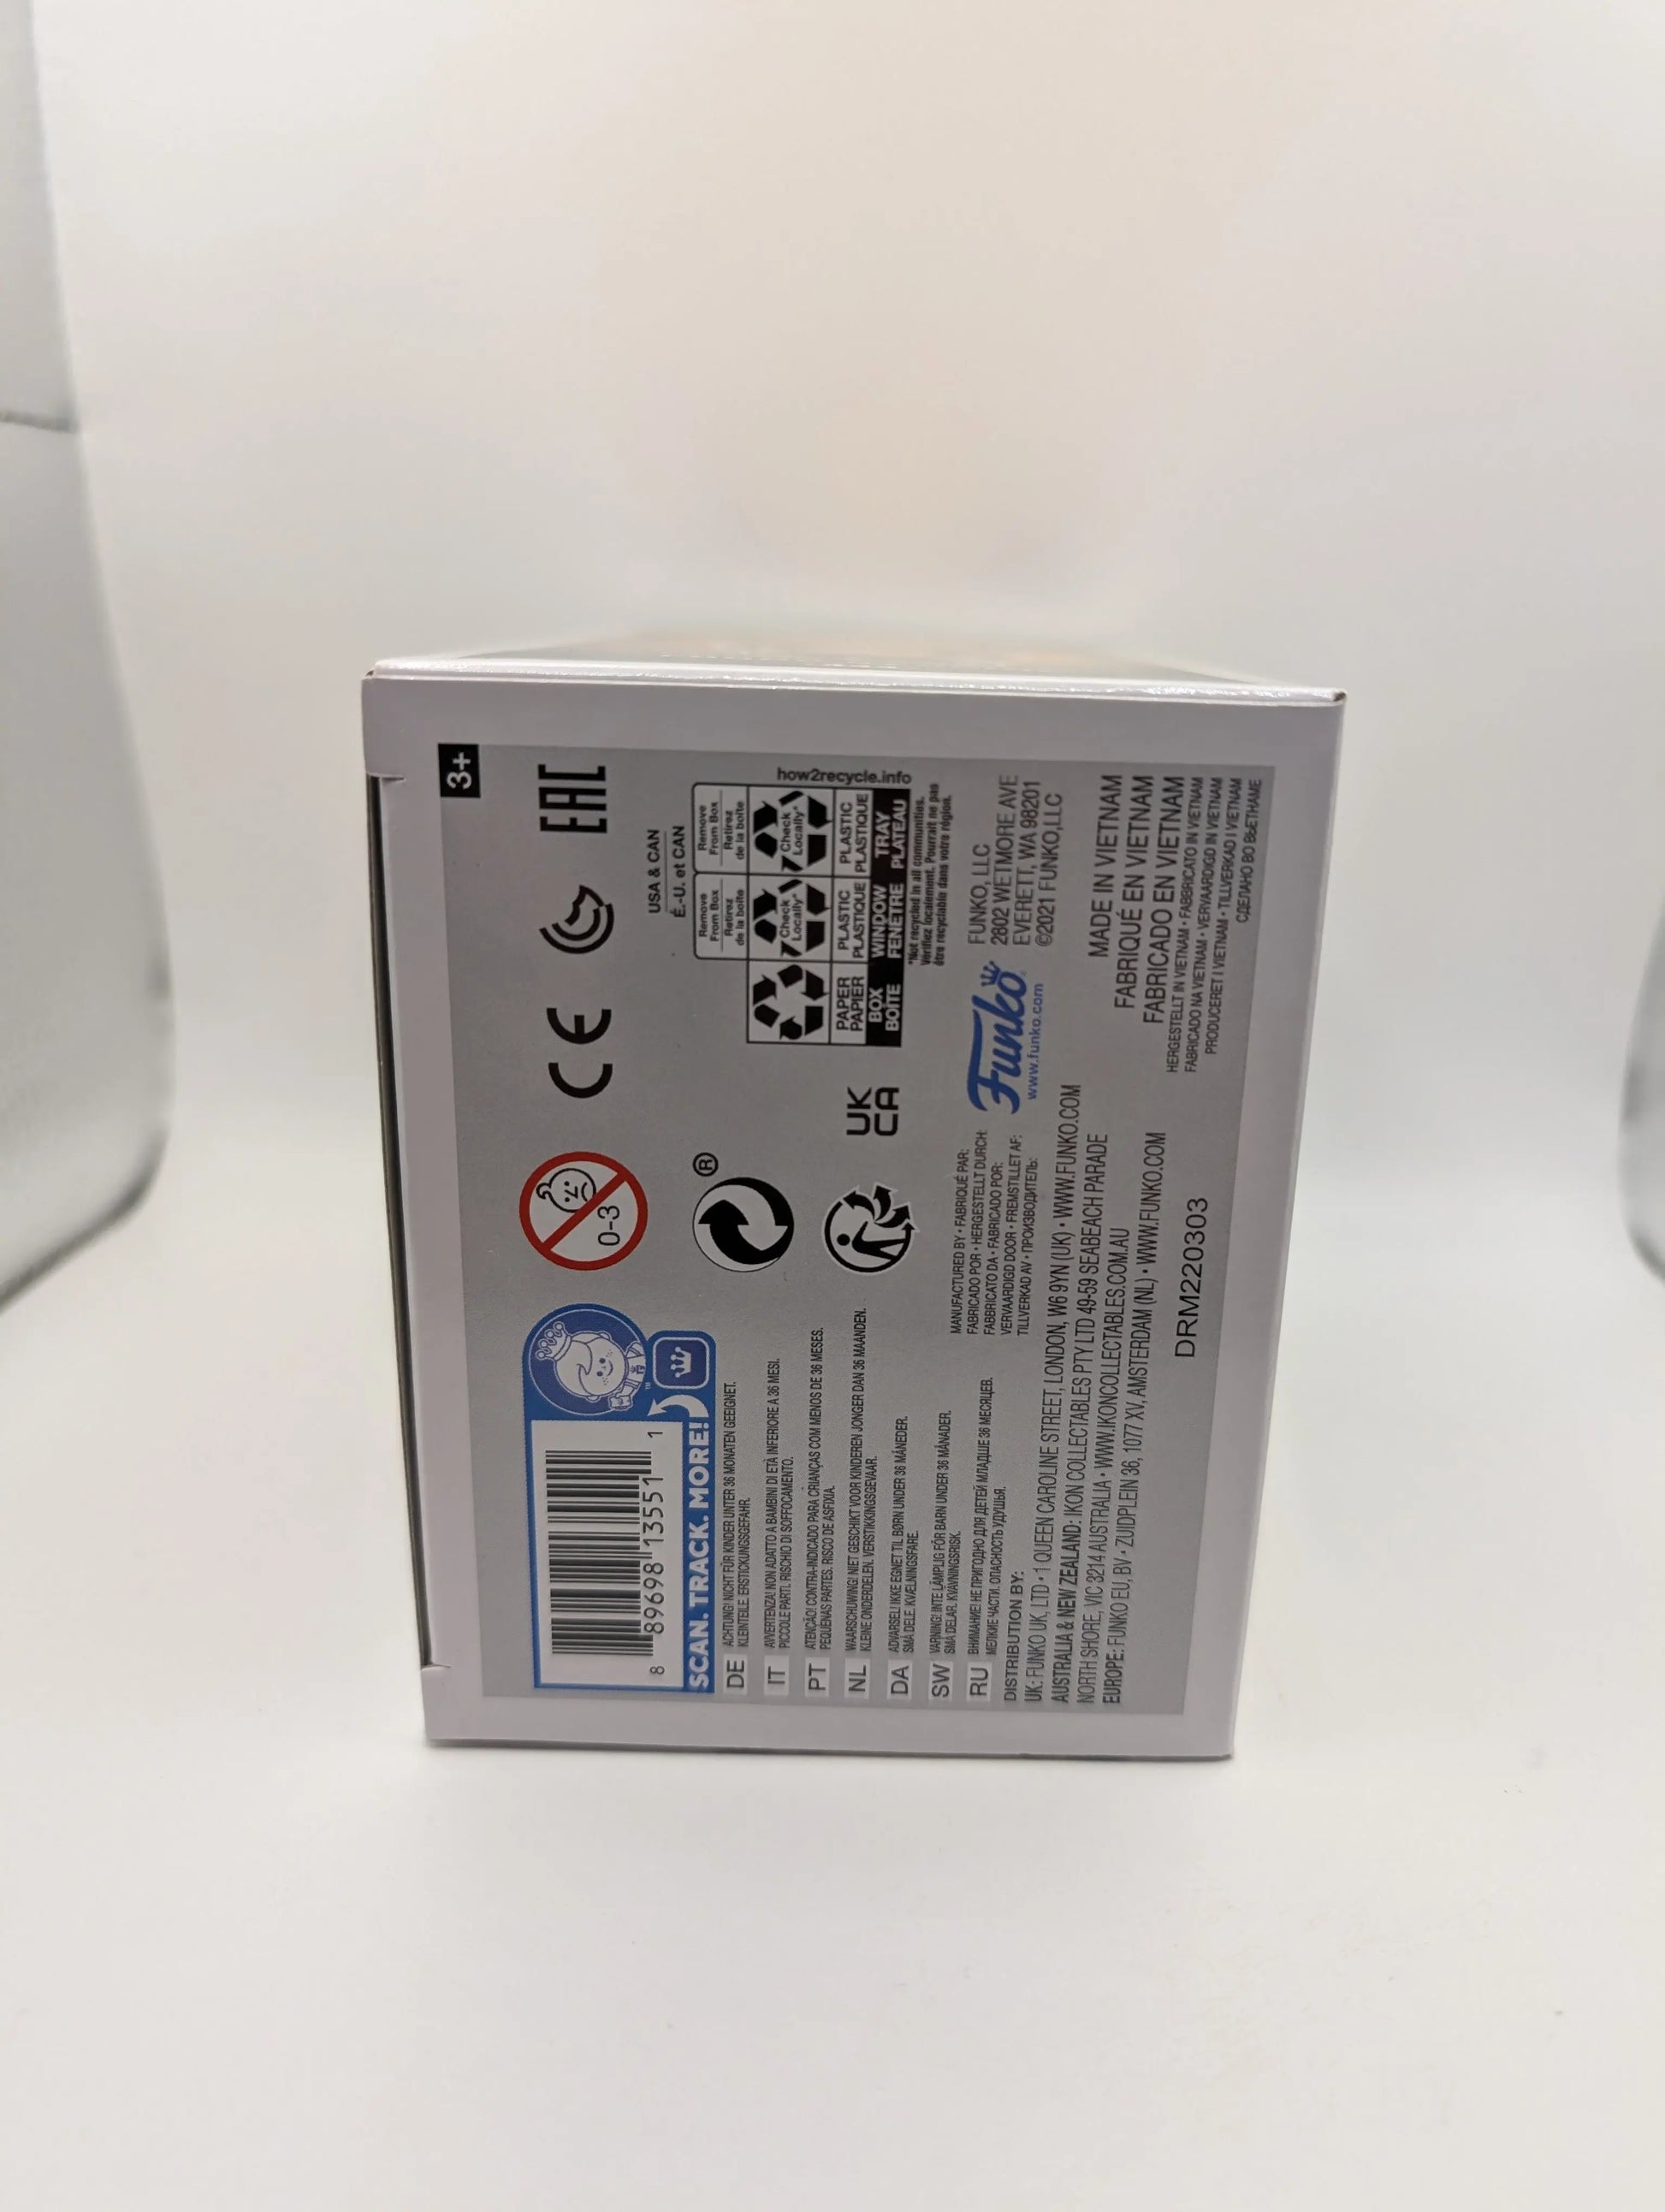 3+
8 89698 13551 1
SCAN. TRACK. MORE!
™
0-3
CE
EAC
®
UK
CA
USA & CAN
É.-U. et CAN
Remove
From Box
Retirez
de la boîte
Remove
From Box
Retirez
de la boîte
Check
Locally*
Check
Locally*
PAPER
PAPIER
PLASTIC
PLASTIQUE
PLASTIC
PLASTIQUE
BOX
BOÎTE
WINDOW
FENÊTRE
TRAY
PLATEAU
how2recycle.info
*Not recycled in all communities.
Vérifiez localement. Pourrait ne pas
être recyclable dans votre région.
DE ACHTUNG! NICHT FÜR KINDER UNTER 36 MONATEN GEEIGNET.
KLEINTEILE. ERSTICKUNGSGEFAHR.
IT AVVERTENZA! NON ADATTO A BAMBINI DI ETÀ INFERIORE A 36 MESI.
PICCOLE PARTI. RISCHIO DI SOFFOCAMENTO.
PT ATENÇÃO! CONTRA-INDICADO PARA CRIANÇAS COM MENOS DE 36 MESES.
PEQUENAS PARTES. RISCO DE ASFIXIA.
NL WAARSCHUWING! NIET GESCHIKT VOOR KINDEREN JONGER DAN 36 MAANDEN.
KLEINE ONDERDELEN. VERSTIKKINGSGEVAAR.
DA ADVARSEL! IKKE EGNET TIL BØRN UNDER 36 MÅNEDER.
SMÅ DELE. KVÆLNINGSFARE.
SW VARNING! INTE LÄMPLIG FÖR BARN UNDER 36 MÅNADER.
SMÅ DELAR. KVÄVNINGSRISK.
RU ВНИМАНИЕ! НЕ ПРИГОДНО ДЛЯ ДЕТЕЙ МЛАДШЕ 36 МЕСЯЦЕВ.
МЕЛКИЕ ЧАСТИ. ОПАСНОСТЬ УДУШЬЯ.
MANUFACTURED BY • FABRIQUÉ PAR:
FABRICADO POR • HERGESTELLT DURCH:
FABBRICATO DA • FABRICADO POR:
VERVAARDIGD DOOR • FREMSTILLET AF:
TILLVERKAD AV • ПРОИЗВОДИТЕЛЬ:
Funko
www.funko.com
FUNKO, LLC
2802 WETMORE AVE
EVERETT, WA 98201
©2021 FUNKO,LLC
DISTRIBUTION BY:
UK: FUNKO UK, LTD • 1 QUEEN CAROLINE STREET, LONDON, W6 9YN (UK) • WWW.FUNKO.COM
AUSTRALIA & NEW ZEALAND: IKON COLLECTABLES PTY LTD 49-59 SEABEACH PARADE
NORTH SHORE, VIC 3214 AUSTRALIA • WWW.IKONCOLLECTABLES.COM.AU
EUROPE: FUNKO EU, BV • ZUIDPLEIN 36, 1077 XV, AMSTERDAM (NL) • WWW.FUNKO.COM
DRM220303
MADE IN VIETNAM
FABRIQUÉ EN VIETNAM
FABRICADO EN VIETNAM
HERGESTELLT IN VIETNAM • FABBRICATO IN VIETNAM
FABRICADO NA VIETNAM • VERVAARDIGD IN VIETNAM
PRODUCERET I VIETNAM • TILLVERKAD I VIETNAM
СДЕЛАНО ВО ВЬЕТНАМЕ